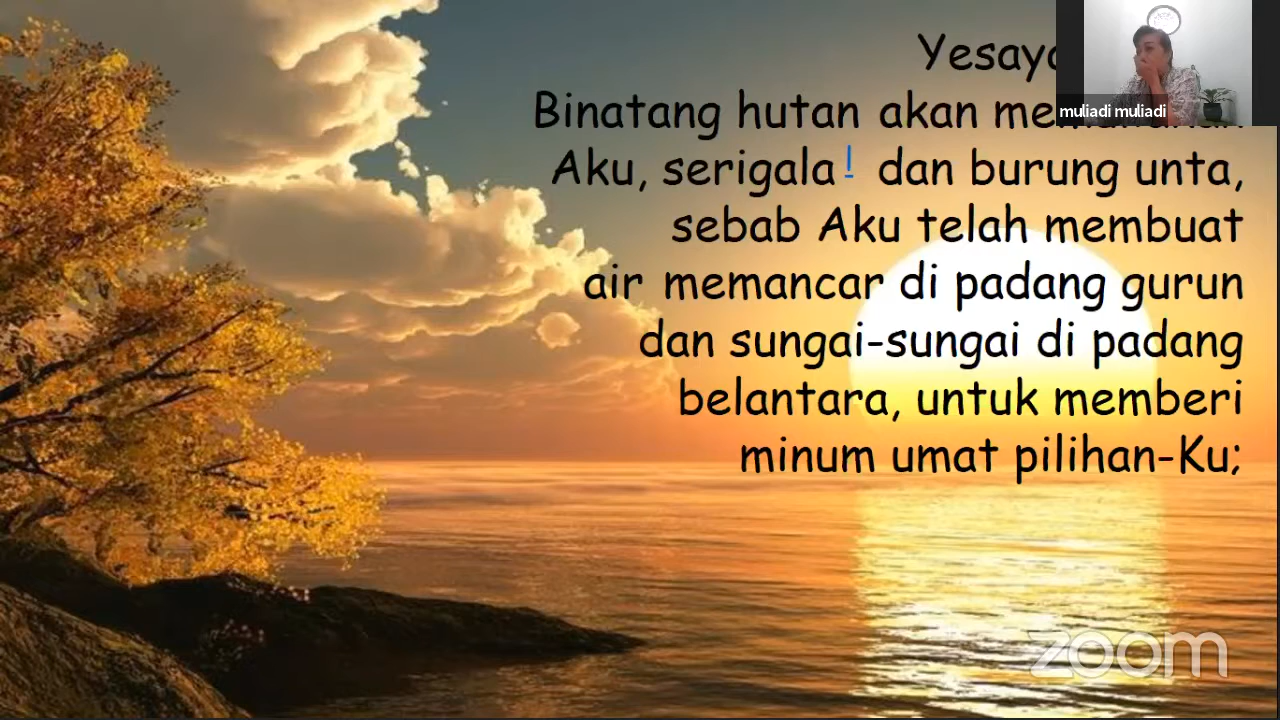 Yesaya
muliadi muliadi
Binatang hutan akan
Aku, serigala l dan burung unta,
sebab Aku telah membuat
air memancar di padang gurun
dan sungai-sungai di padang
belantara, untuk memberi
minum umat pilihan-Ku;
zoom